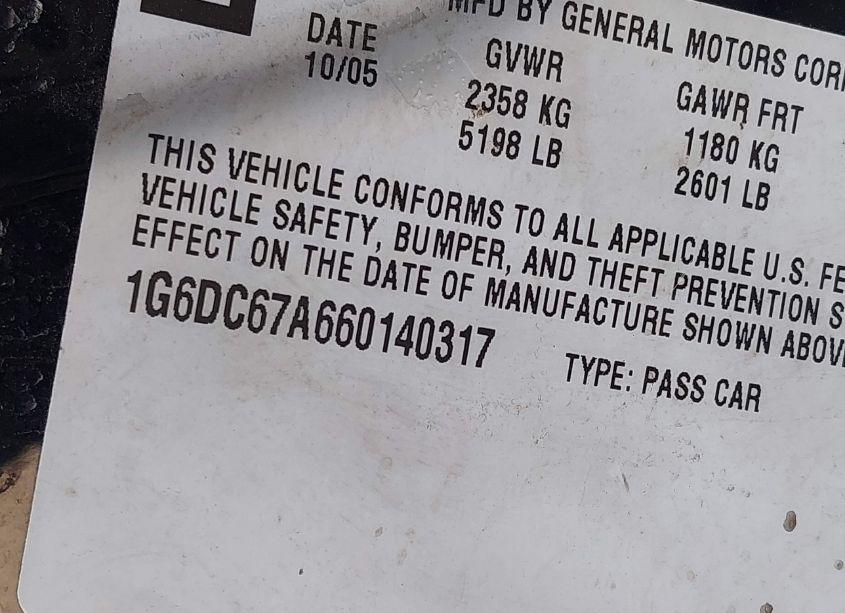 MFD BY GENERAL MOTORS
DATE GVWR GAWR FRT
10/05 2358 KG 1180 KG
5198 LB 2601 LB
THIS VEHICLE CONFORMS TO ALL APPLICABLE U.S. FE
VEHICLE SAFETY, BUMPER, AND THEFT PREVENTION S
EFFECT ON THE DATE OF MANUFACTURE SHOWN ABOV
1G6DC67A660140317 TYPE: PASS CAR